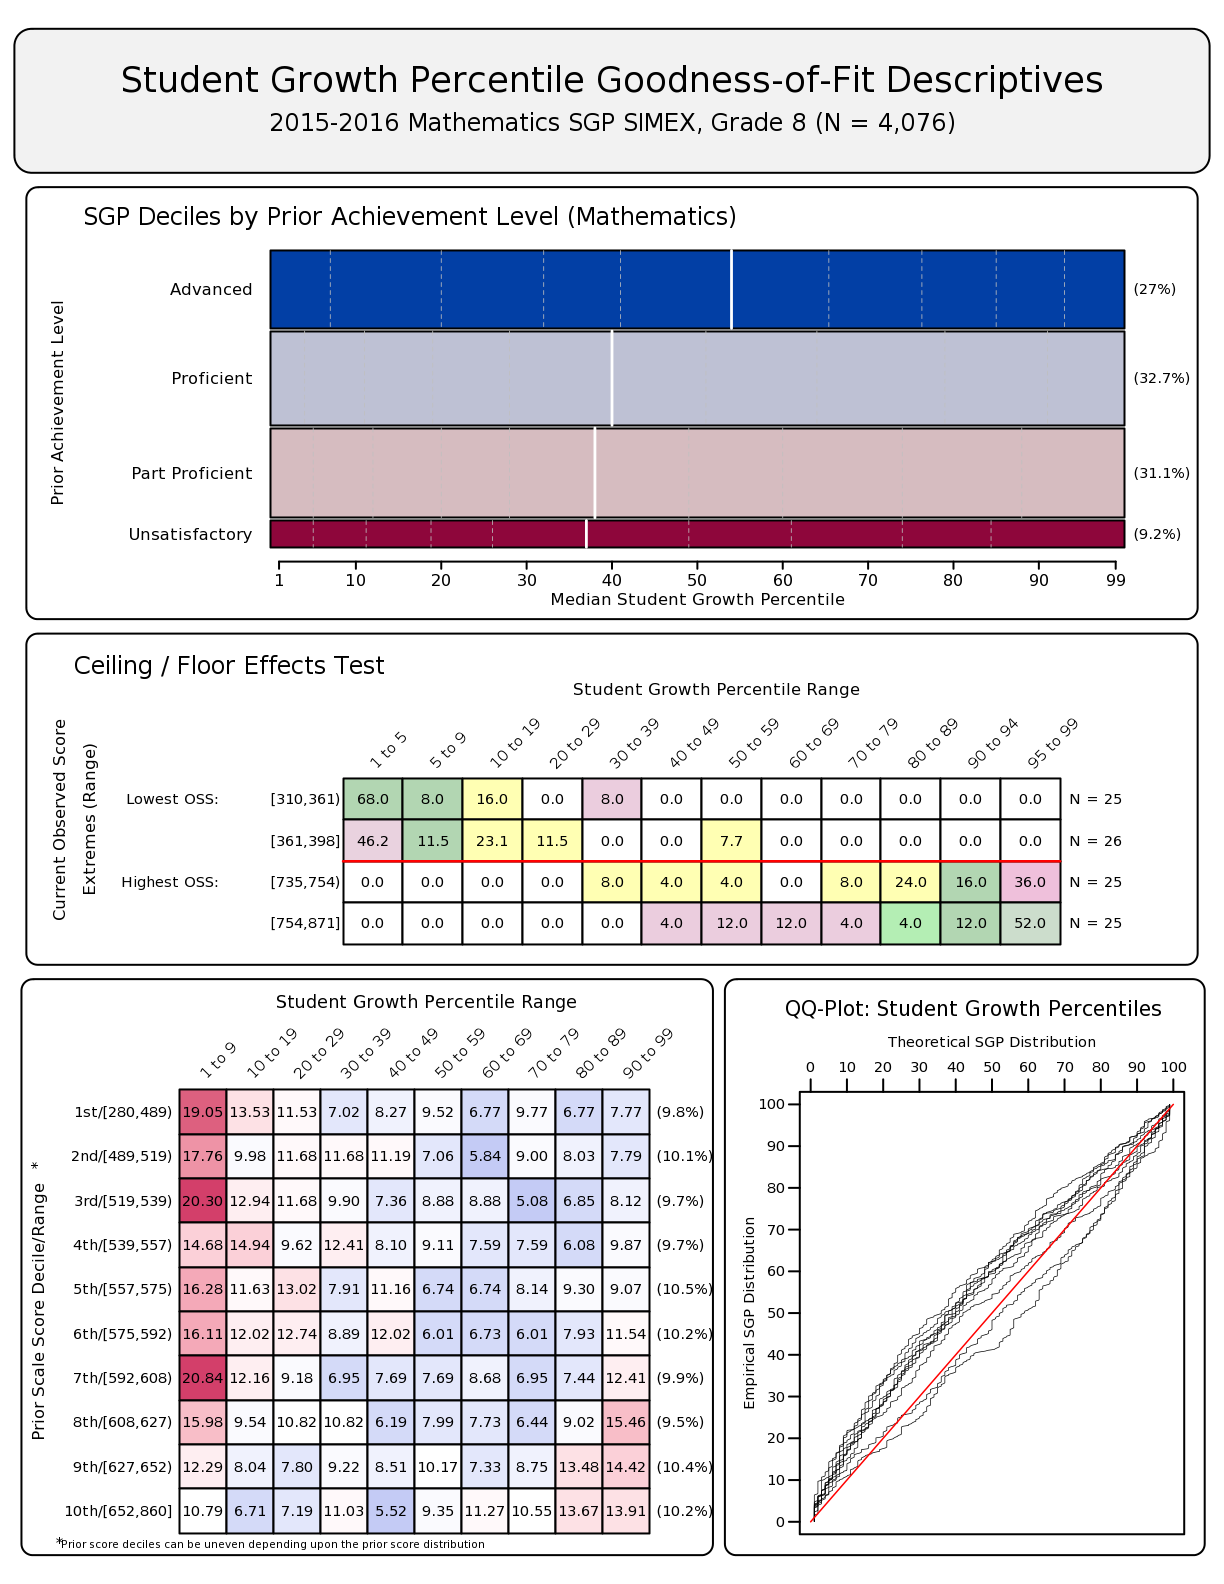 Student Growth Percentile Goodness-of-Fit Descriptives
2015-2016 Mathematics SGP SIMEX, Grade 8 (N = 4,076)
SGP Deciles by Prior Achievement Level (Mathematics)
Prior Achievement Level
Advanced (27%)
Proficient (32.7%)
Part Proficient (31.1%)
Unsatisfactory (9.2%)
1 10 20 30 40 50 60 70 80 90 99
Median Student Growth Percentile
Ceiling / Floor Effects Test
Student Growth Percentile Range
Current Observed Score
Extremes (Range)
1 to 5 5 to 9 10 to 19 20 to 29 30 to 39 40 to 49 50 to 59 60 to 69 70 to 79 80 to 89 90 to 94 95 to 99
Lowest OSS: [310,361) 68.0 8.0 16.0 0.0 8.0 0.0 0.0 0.0 0.0 0.0 0.0 0.0 N = 25
[361,398] 46.2 11.5 23.1 11.5 0.0 0.0 7.7 0.0 0.0 0.0 0.0 0.0 N = 26
Highest OSS: [735,754) 0.0 0.0 0.0 0.0 8.0 4.0 4.0 0.0 8.0 24.0 16.0 36.0 N = 25
[754,871] 0.0 0.0 0.0 0.0 0.0 4.0 12.0 12.0 4.0 4.0 12.0 52.0 N = 25
Student Growth Percentile Range
Prior Scale Score Decile/Range *
1 to 9 10 to 19 20 to 29 30 to 39 40 to 49 50 to 59 60 to 69 70 to 79 80 to 89 90 to 99
1st/[280,489) 19.05 13.53 11.53 7.02 8.27 9.52 6.77 9.77 6.77 7.77 (9.8%)
2nd/[489,519) 17.76 9.98 11.68 11.68 11.19 7.06 5.84 9.00 8.03 7.79 (10.1%)
3rd/[519,539) 20.30 12.94 11.68 9.90 7.36 8.88 8.88 5.08 6.85 8.12 (9.7%)
4th/[539,557) 14.68 14.94 9.62 12.41 8.10 9.11 7.59 7.59 6.08 9.87 (9.7%)
5th/[557,575) 16.28 11.63 13.02 7.91 11.16 6.74 6.74 8.14 9.30 9.07 (10.5%)
6th/[575,592) 16.11 12.02 12.74 8.89 12.02 6.01 6.73 6.01 7.93 11.54 (10.2%)
7th/[592,608) 20.84 12.16 9.18 6.95 7.69 7.69 8.68 6.95 7.44 12.41 (9.9%)
8th/[608,627) 15.98 9.54 10.82 10.82 6.19 7.99 7.73 6.44 9.02 15.46 (9.5%)
9th/[627,652) 12.29 8.04 7.80 9.22 8.51 10.17 7.33 8.75 13.48 14.42 (10.4%)
10th/[652,860] 10.79 6.71 7.19 11.03 5.52 9.35 11.27 10.55 13.67 13.91 (10.2%)
*Prior score deciles can be uneven depending upon the prior score distribution
QQ-Plot: Student Growth Percentiles
Theoretical SGP Distribution
0 10 20 30 40 50 60 70 80 90 100
Empirical SGP Distribution
100
90
80
70
60
50
40
30
20
10
0